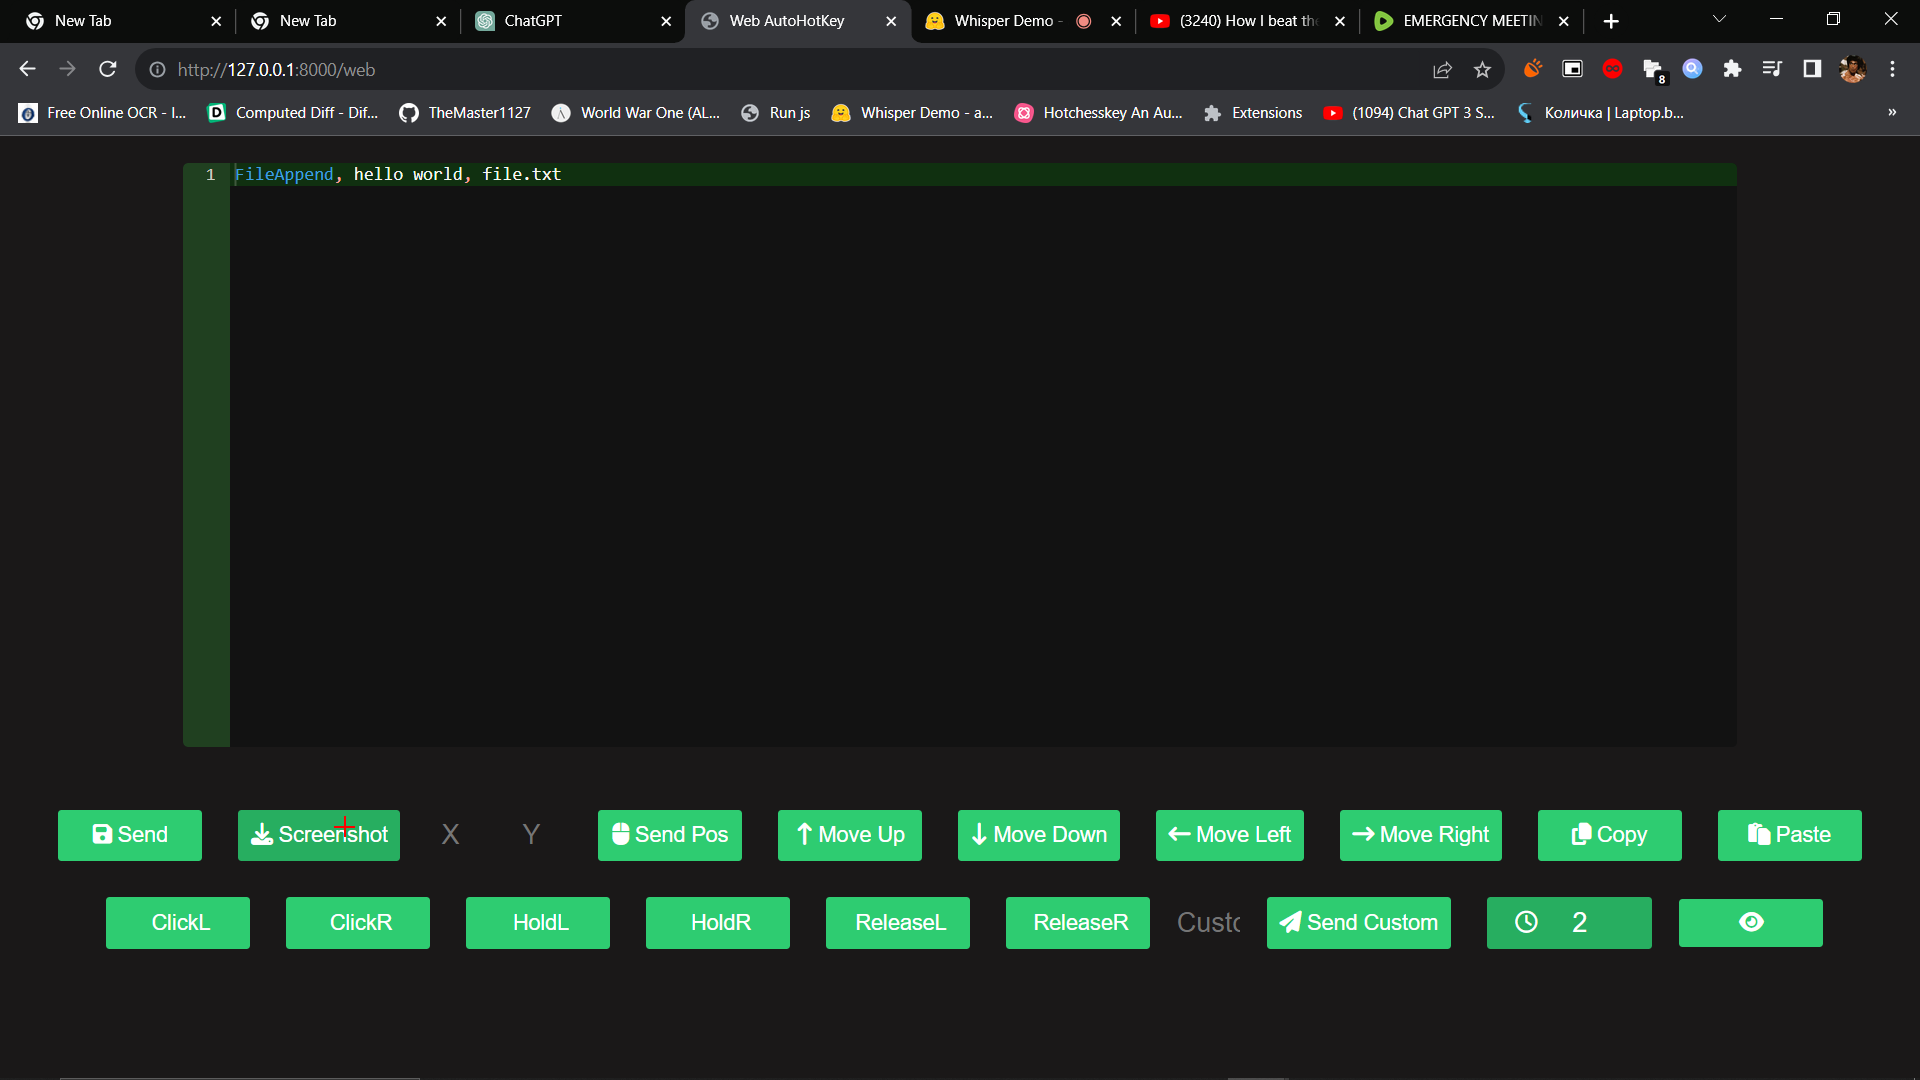 New Tab
New Tab
ChatGPT
Web AutoHotKey
Whisper Demo -
(3240) How I beat the
EMERGENCY MEETIN
http://127.0.0.1:8000/web
8
Free Online OCR - I...
Computed Diff - Dif...
TheMaster1127
World War One (AL...
Run js
Whisper Demo - a...
Hotchesskey An Au...
Extensions
(1094) Chat GPT 3 S...
Количка | Laptop.b...
»
1 FileAppend, hello world, file.txt
Send
Screenshot
X
Y
Send Pos
Move Up
Move Down
Move Left
Move Right
Copy
Paste
ClickL
ClickR
HoldL
HoldR
ReleaseL
ReleaseR
Custo
Send Custom
2